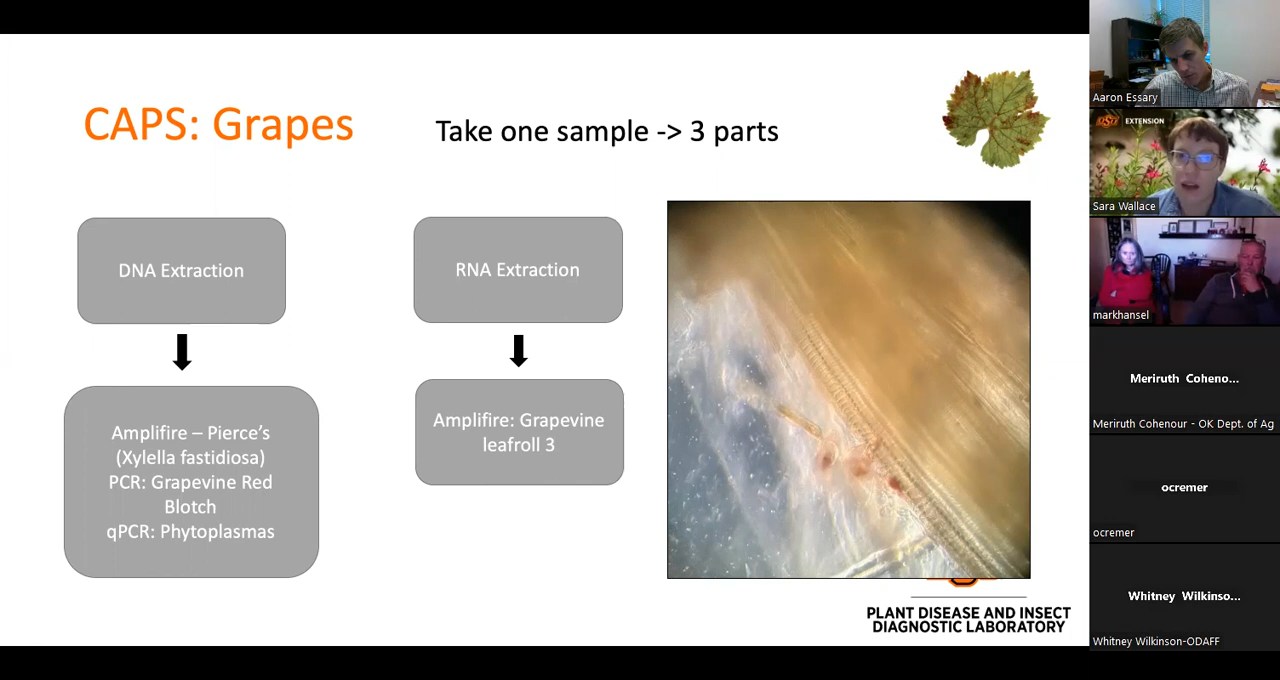 CAPS: Grapes
Take one sample -> 3 parts
DNA Extraction
RNA Extraction
Amplifire – Pierce’s
(Xylella fastidiosa)
PCR: Grapevine Red
Blotch
qPCR: Phytoplasmas
Amplifire: Grapevine
leafroll 3
PLANT DISEASE AND INSECT
DIAGNOSTIC LABORATORY
Aaron Essary
OSU EXTENSION
Sara Wallace
markhansel
Meriruth Coheno...
Meriruth Cohenour - OK Dept. of Ag
ocremer
ocremer
Whitney Wilkinso...
Whitney Wilkinson-ODAFF